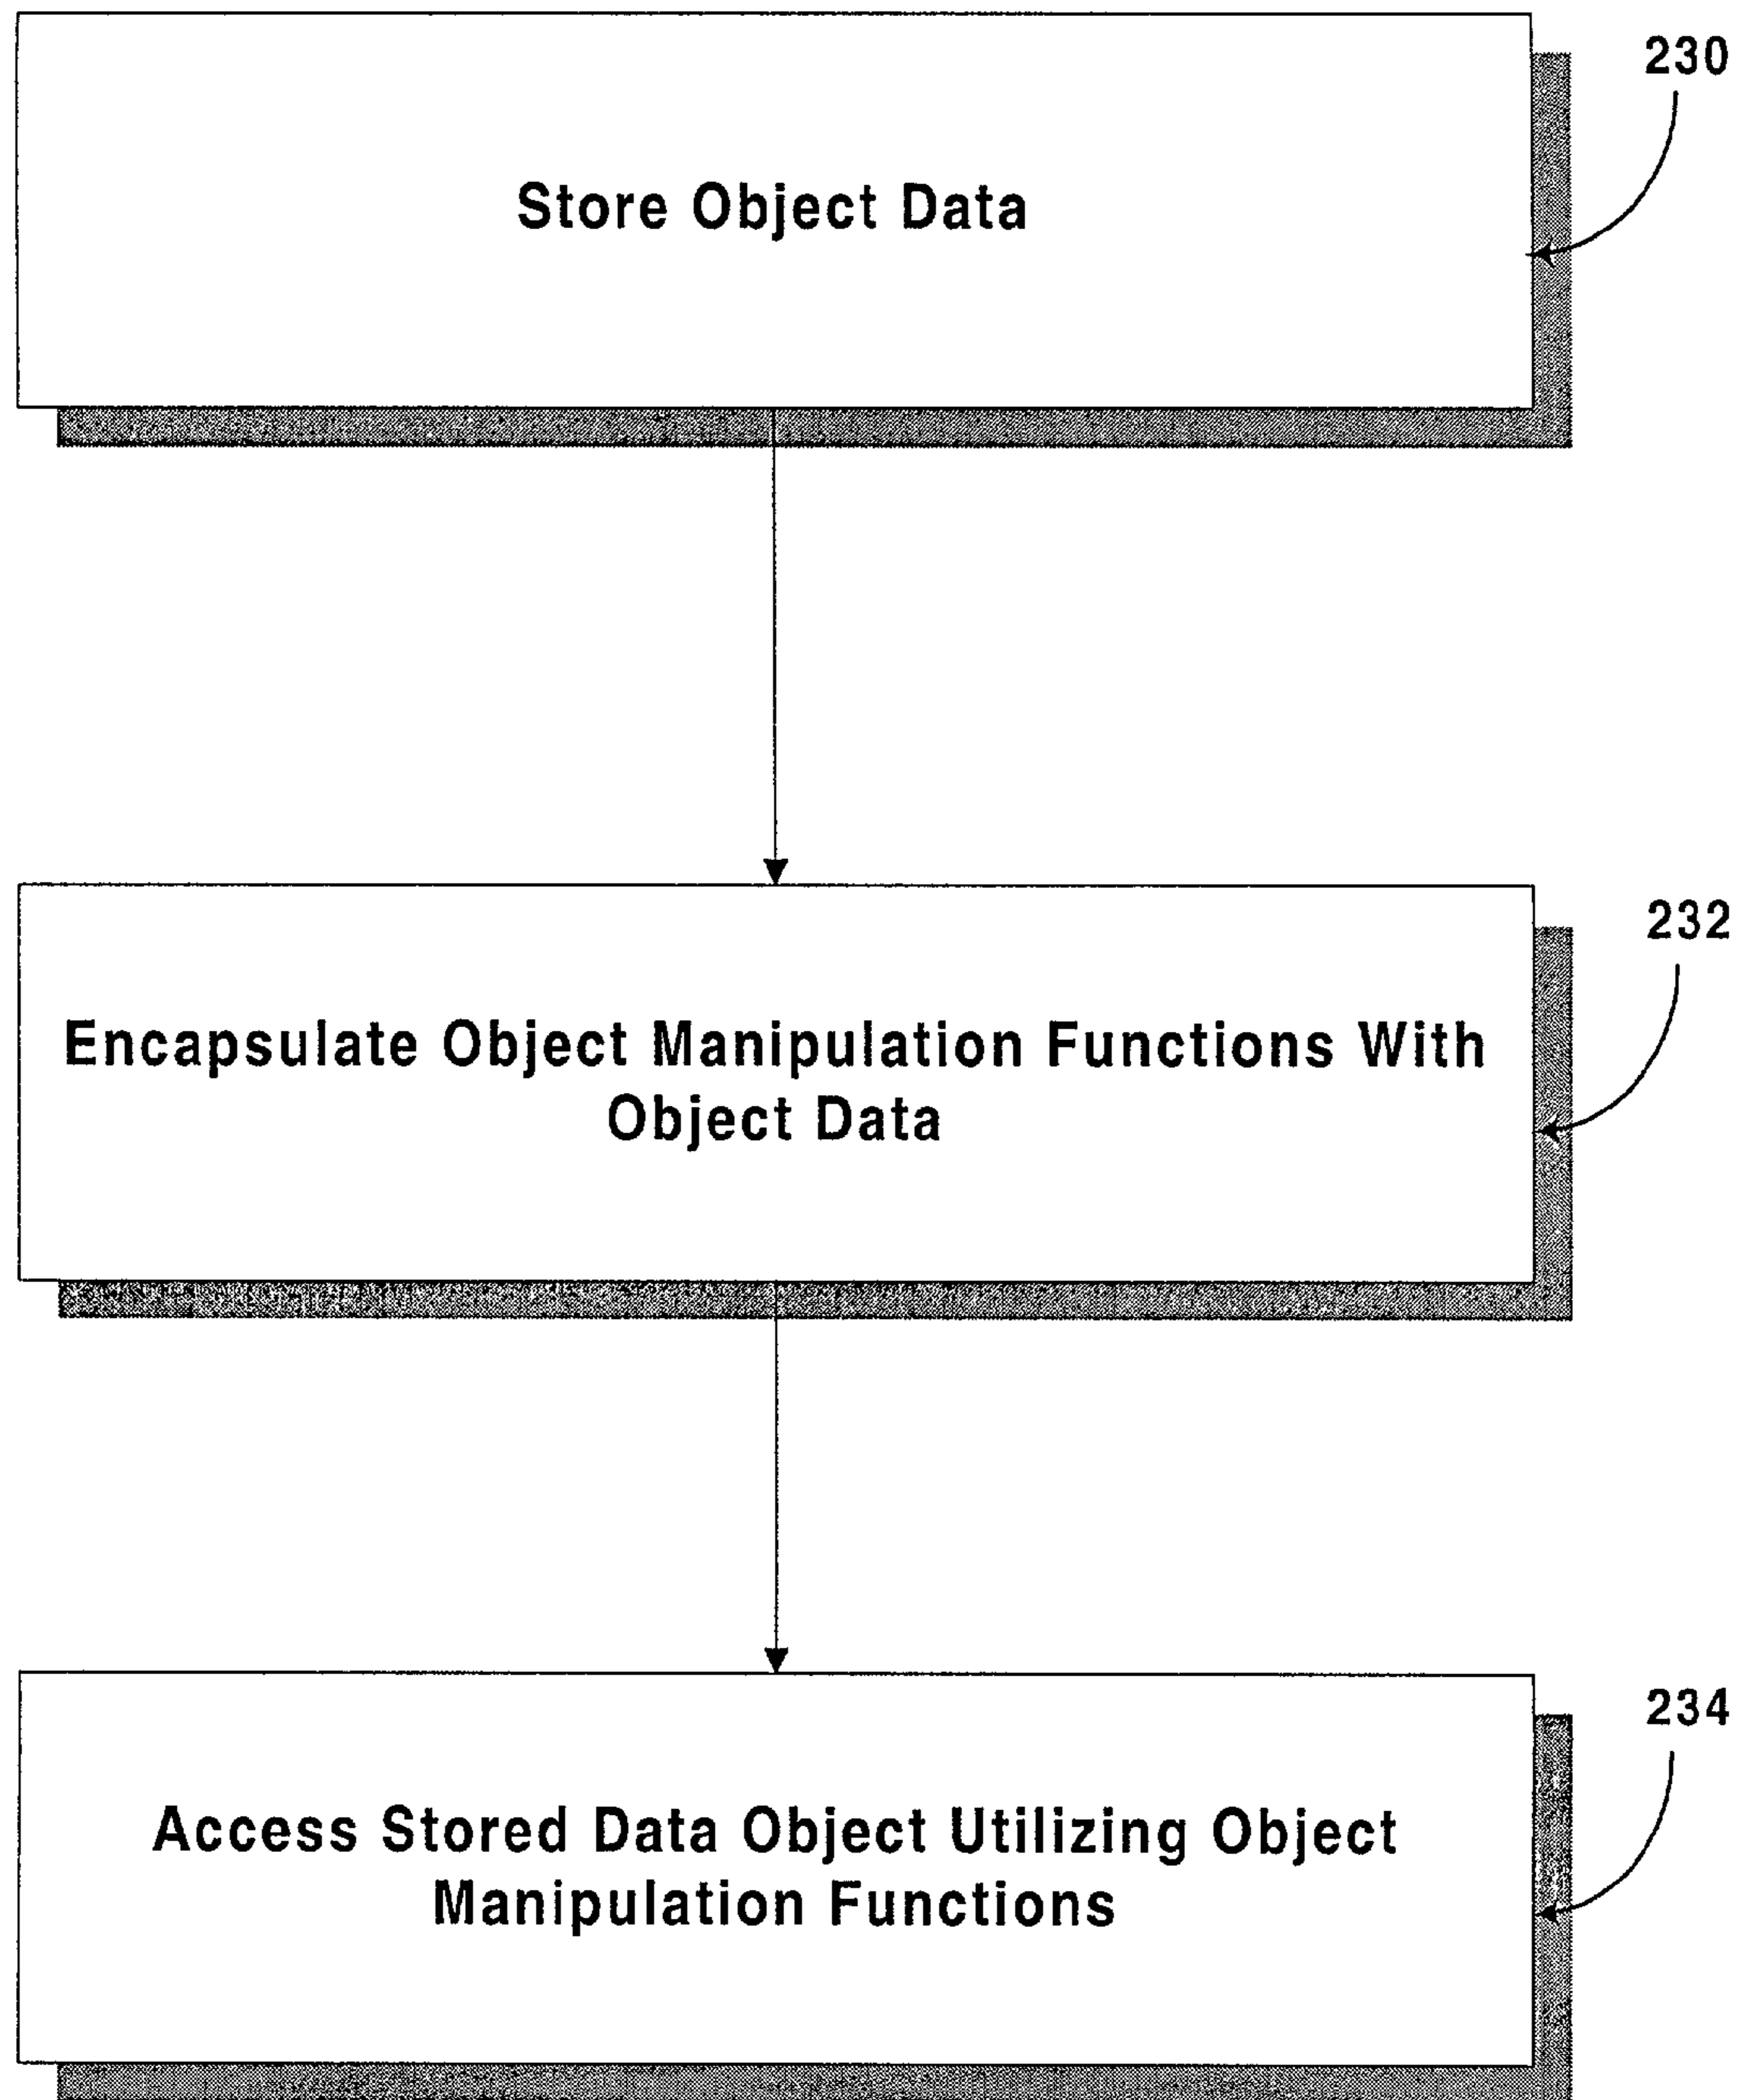 230
Store Object Data
232
Encapsulate Object Manipulation Functions With
Object Data
234
Access Stored Data Object Utilizing Object
Manipulation Functions